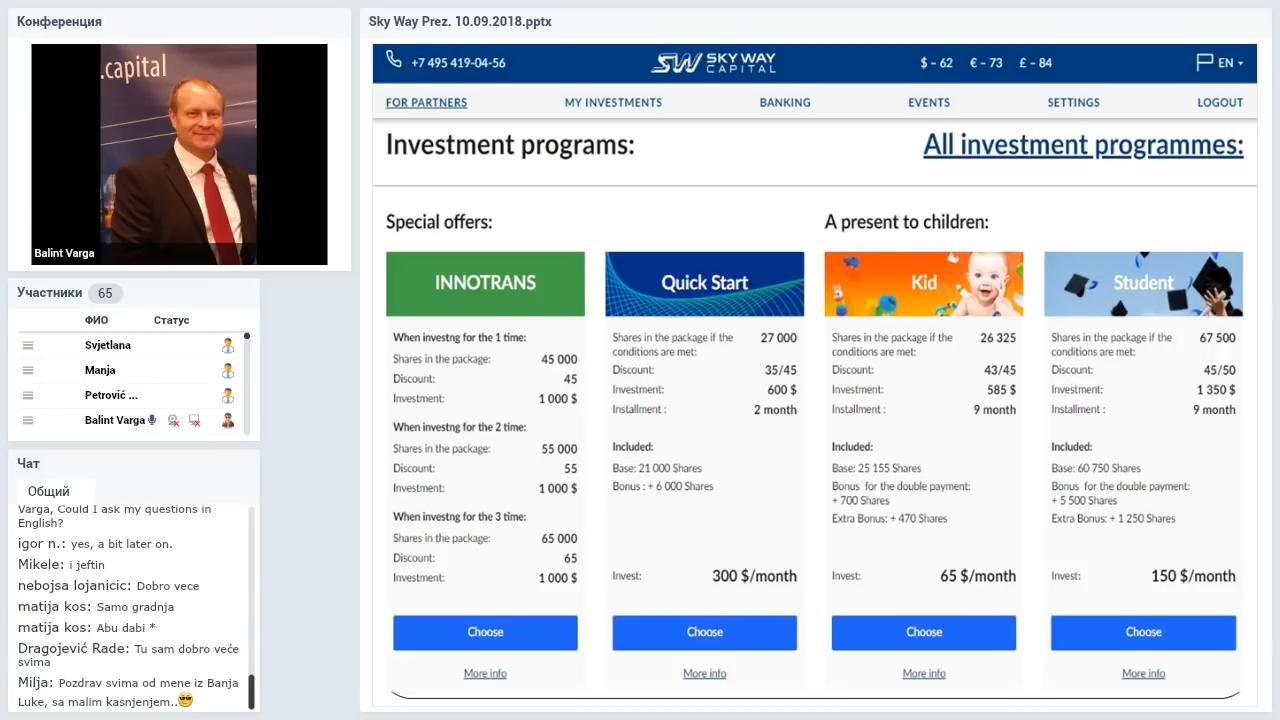 Конференция
.capital
Balint Varga
Участники 65
ФИО Статус
Svjetlana
Manja
Petrović ...
Balint Varga
Чат
Общий
Varga, Could I ask my questions in
English?
igor n.: yes, a bit later on.
Mikele: i jeftin
nebojsa lojanicic: Dobro vece
matija kos: Samo gradnja
matija kos: Abu dabi *
Dragojević Rade: Tu sam dobro veće
svima
Milja: Pozdrav svima od mene iz Banja
Luke, sa malim kasnjenjem..
Sky Way Prez. 10.09.2018.pptx
+7 495 419-04-56
SW SKY WAY
CAPITAL
$ – 62 € – 73 £ – 84
EN
FOR PARTNERS MY INVESTMENTS BANKING EVENTS SETTINGS LOGOUT
Investment programs: All investment programmes:
Special offers: A present to children:
INNOTRANS
When investng for the 1 time:
Shares in the package: 45 000
Discount: 45
Investment: 1 000 $
When investng for the 2 time:
Shares in the package: 55 000
Discount: 55
Investment: 1 000 $
When investng for the 3 time:
Shares in the package: 65 000
Discount: 65
Investment: 1 000 $
Choose
More info
Quick Start
Shares in the package if the 27 000
conditions are met:
Discount: 35/45
Investment: 600 $
Installment : 2 month
Included:
Base: 21 000 Shares
Bonus : + 6 000 Shares
Invest: 300 $/month
Choose
More info
Kid
Shares in the package if the 26 325
conditions are met:
Discount: 43/45
Investment: 585 $
Installment : 9 month
Included:
Base: 25 155 Shares
Bonus for the double payment:
+ 700 Shares
Extra Bonus: + 470 Shares
Invest: 65 $/month
Choose
More info
Student
Shares in the package if the 67 500
conditions are met:
Discount: 45/50
Investment: 1 350 $
Installment : 9 month
Included:
Base: 60 750 Shares
Bonus for the double payment:
+ 5 500 Shares
Extra Bonus: + 1 250 Shares
Invest: 150 $/month
Choose
More info